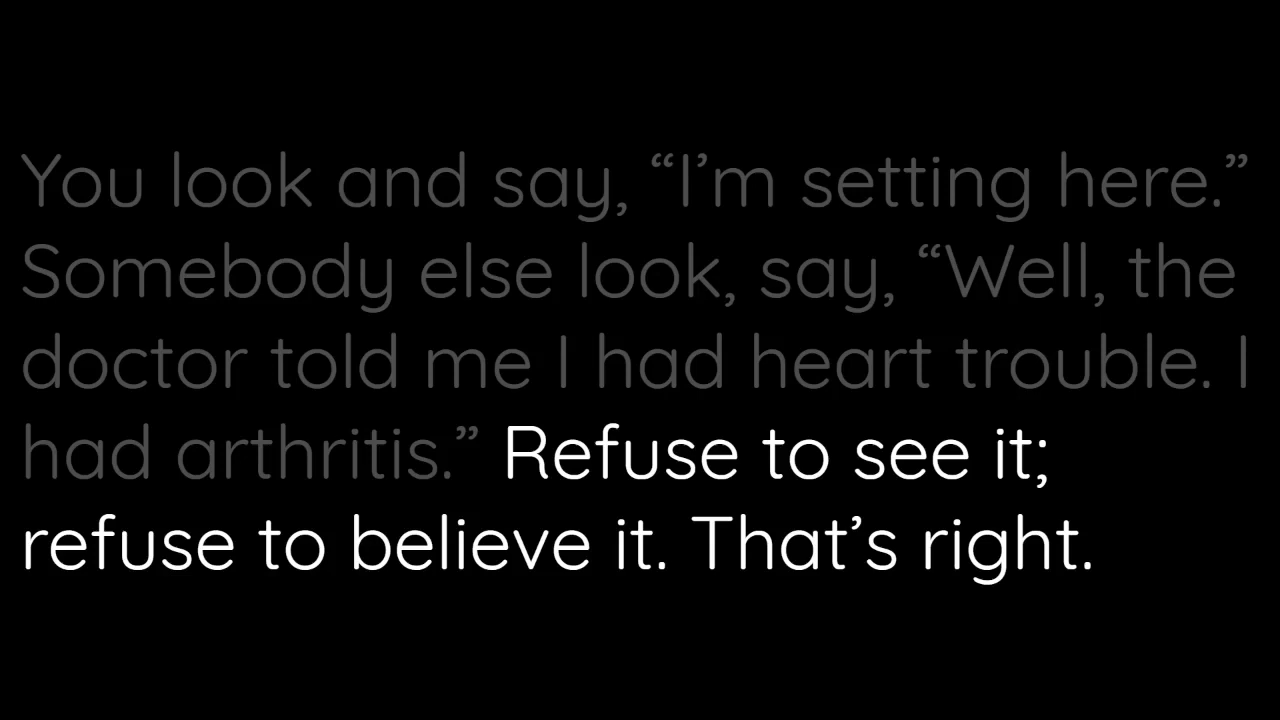 You look and say, “I’m setting here.”
Somebody else look, say, “Well, the
doctor told me I had heart trouble. I
had arthritis.” Refuse to see it;
refuse to believe it. That’s right.